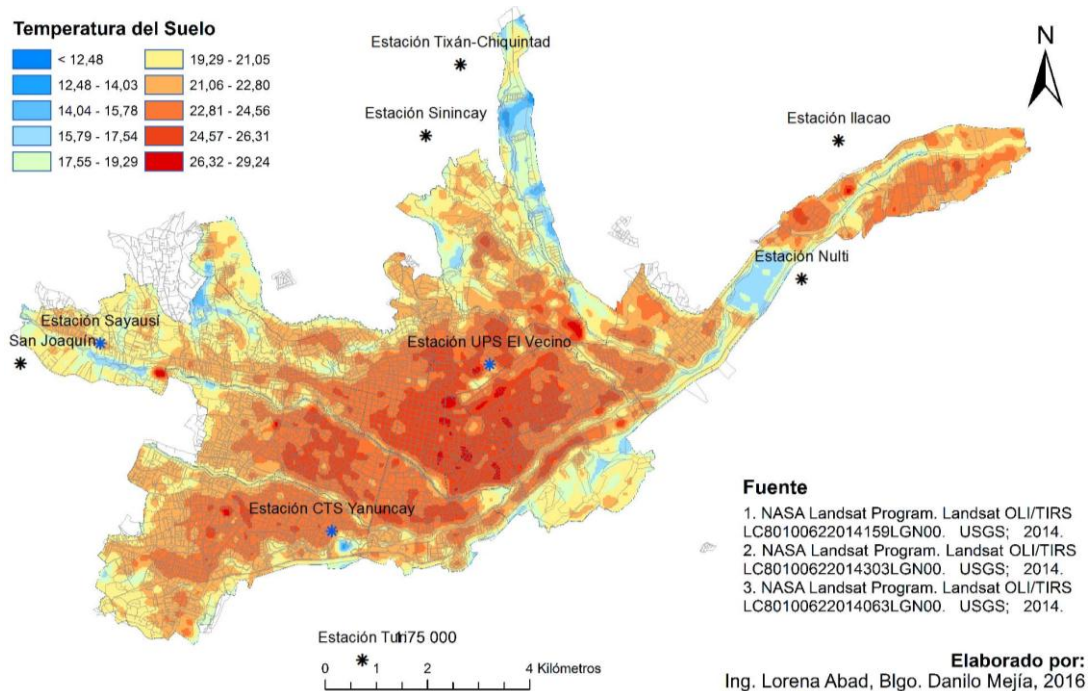 Temperatura del Suelo
< 12,48
12,48 - 14,03
14,04 - 15,78
15,79 - 17,54
17,55 - 19,29
19,29 - 21,05
21,06 - 22,80
22,81 - 24,56
24,57 - 26,31
26,32 - 29,24
Estación Tixán-Chiquintad
N
Estación Sinincay
Estación Ilacao
Estación Nulti
Estación Sayausí
San Joaquín
Estación UPS El Vecino
Estación CTS Yanuncay
Fuente
1. NASA Landsat Program. Landsat OLI/TIRS
LC80100622014159LGN00. USGS; 2014.
2. NASA Landsat Program. Landsat OLI/TIRS
LC80100622014303LGN00. USGS; 2014.
3. NASA Landsat Program. Landsat OLI/TIRS
LC80100622014063LGN00. USGS; 2014.
Estación 75 000
0 1 2 4 Kilómetros
Elaborado por:
Ing. Lorena Abad, Blgo. Danilo Mejía, 2016